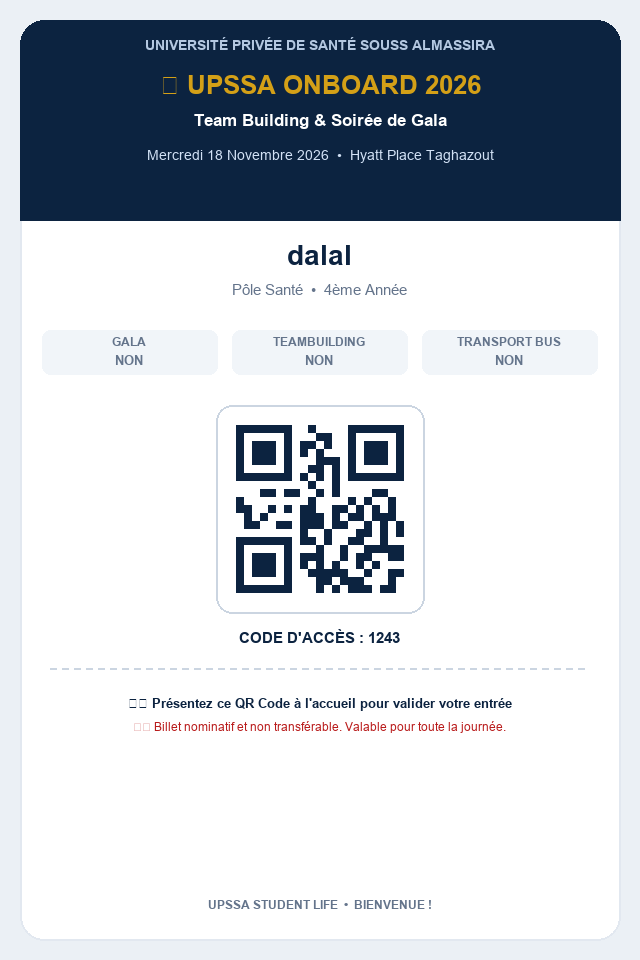 UNIVERSITÉ PRIVÉE DE SANTÉ SOUSS ALMASSIRA
UPSSA ONBOARD 2026
Team Building & Soirée de Gala
Mercredi 18 Novembre 2026 • Hyatt Place Taghazout
dalal
Pôle Santé • 4ème Année
GALA
NON
TEAMBUILDING
NON
TRANSPORT BUS
NON
CODE D'ACCÈS : 1243
Présentez ce QR Code à l'accueil pour valider votre entrée
Billet nominatif et non transférable. Valable pour toute la journée.
UPSSA STUDENT LIFE • BIENVENUE !